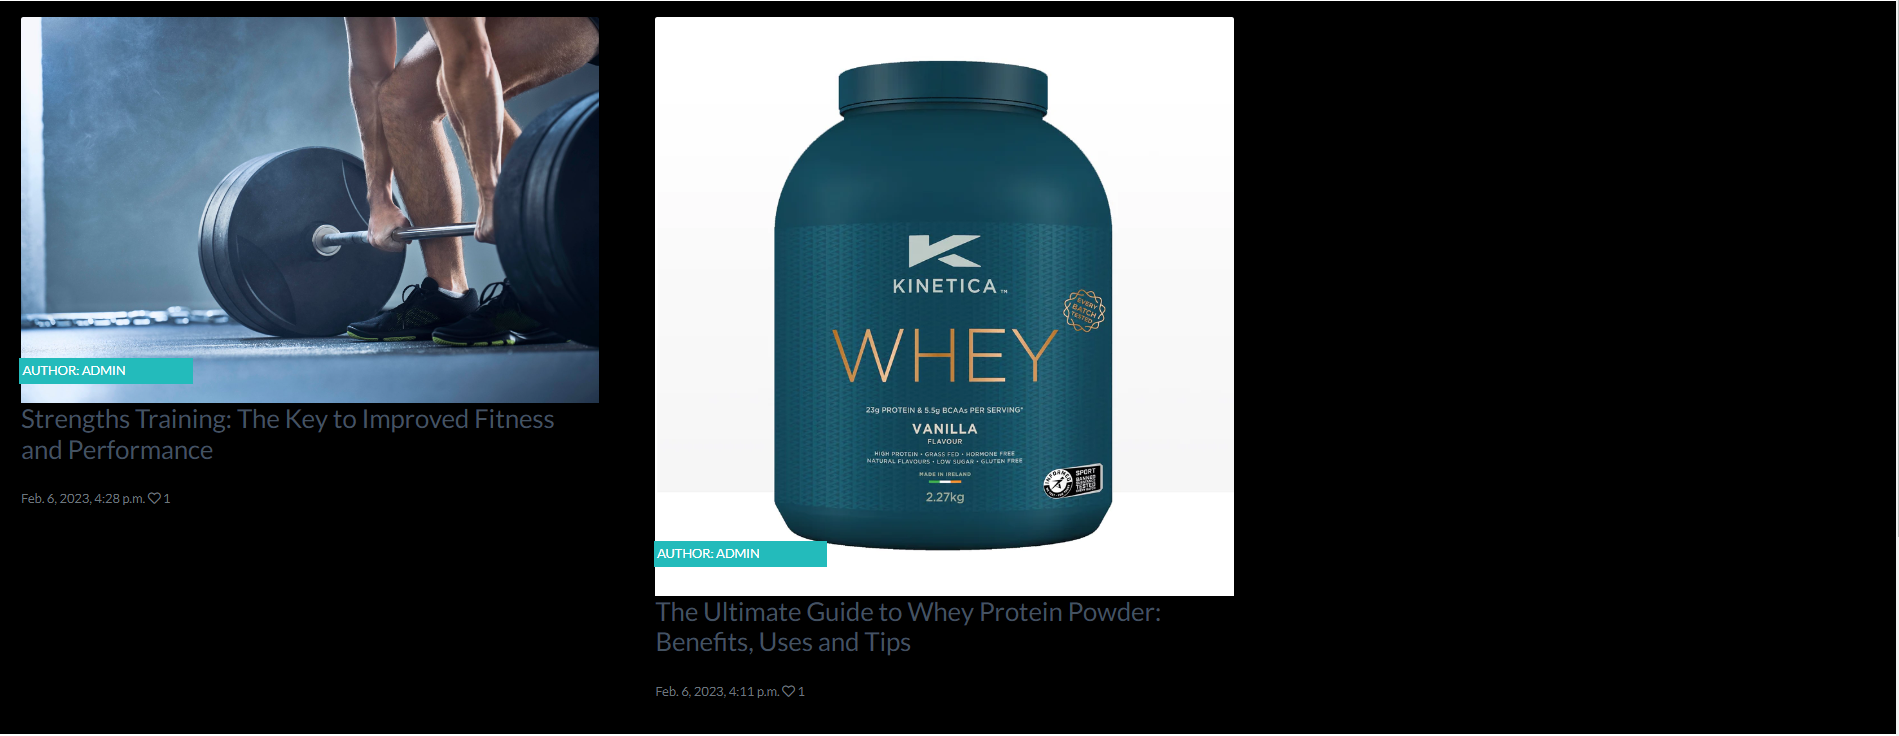 AUTHOR: ADMIN
Strengths Training: The Key to Improved Fitness
and Performance
Feb. 6, 2023, 4:28 p.m. 1
KINETICA™
EVERY
BATCH
TESTED
WHEY
23g PROTEIN & 5.5g BCAAs PER SERVING*
VANILLA
FLAVOUR
HIGH PROTEIN • GRASS FED • HORMONE FREE
NATURAL FLAVOURS • LOW SUGAR • GLUTEN FREE
MADE IN IRELAND
2.27kg
INFORMED
SPORT
BANNED
TESTED
AUTHOR: ADMIN
The Ultimate Guide to Whey Protein Powder:
Benefits, Uses and Tips
Feb. 6, 2023, 4:11 p.m. 1